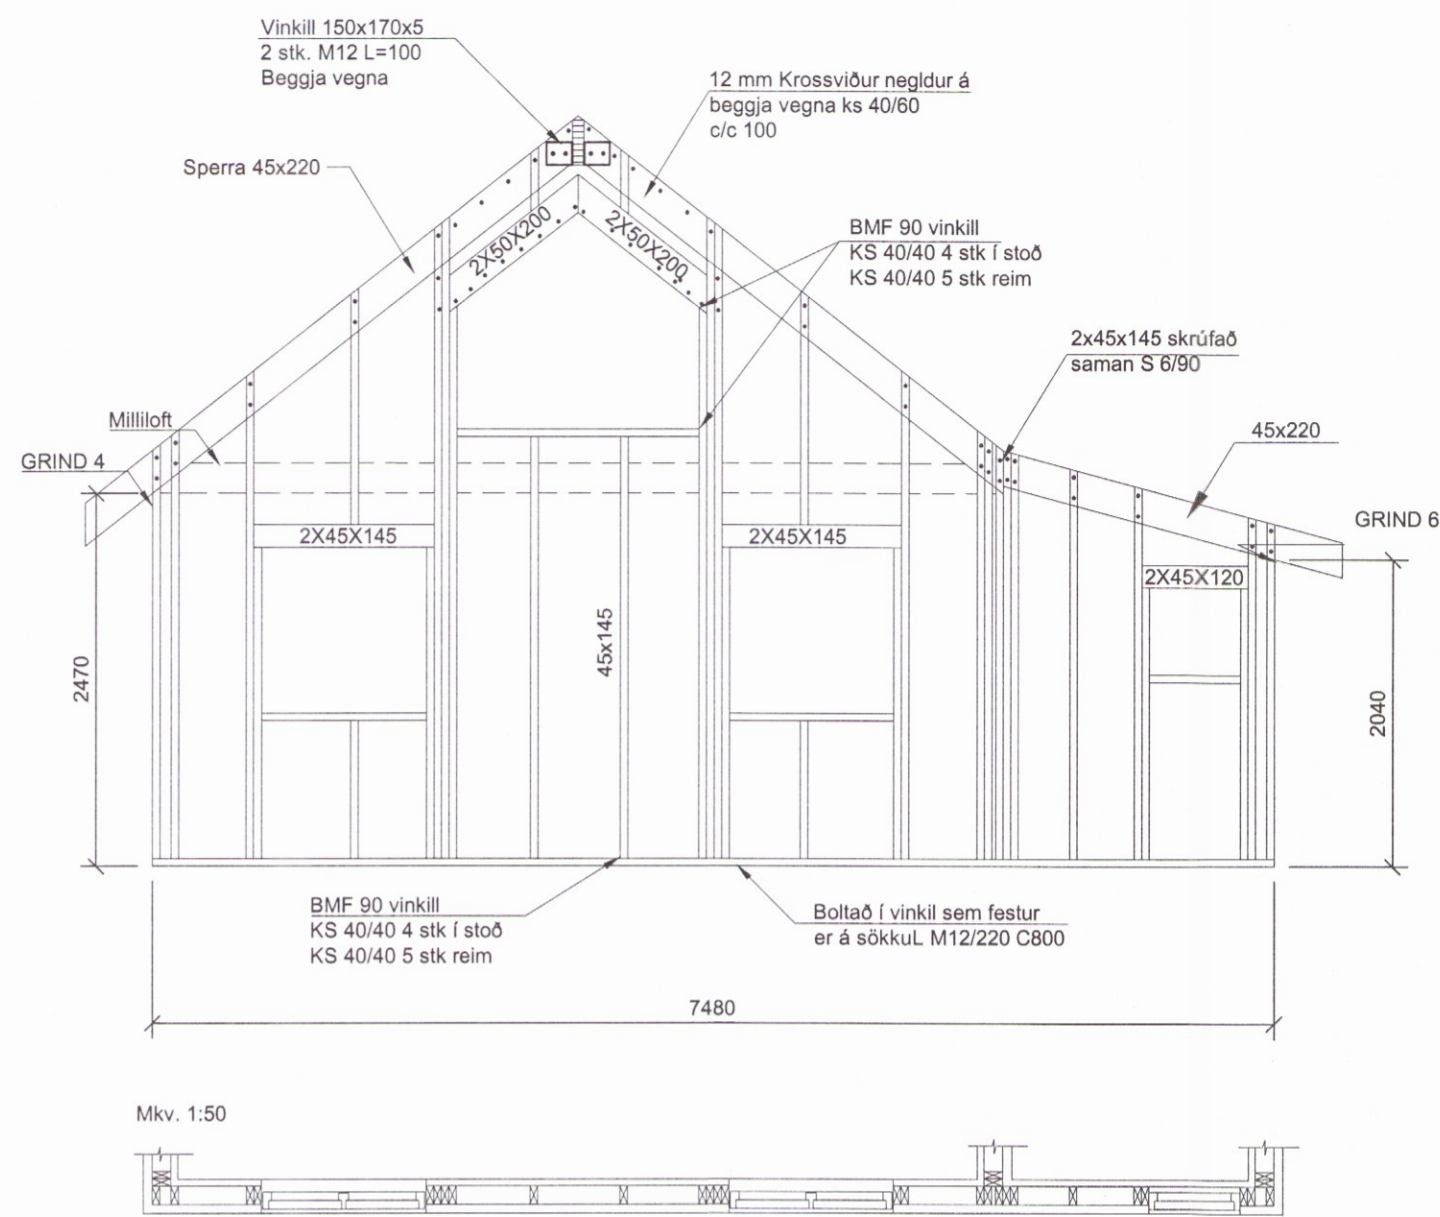 Vinkill 150x170x5
2 stk. M12 L=100
Beggja vegna
12 mm Krossviður negldur á
beggja vegna ks 40/60
c/c 100
Sperra 45x220
2X50X200
2X50X200
BMF 90 vinkill
KS 40/40 4 stk í stoð
KS 40/40 5 stk reim
2x45x145 skrúfað
saman S 6/90
Milliloft
45x220
GRIND 4
GRIND 6
2X45X145
2X45X145
2X45X120
45x145
2470
2040
BMF 90 vinkill
KS 40/40 4 stk í stoð
KS 40/40 5 stk reim
Boltað í vinkil sem festur
er á sökkuL M12/220 C800
7480
Mkv. 1:50